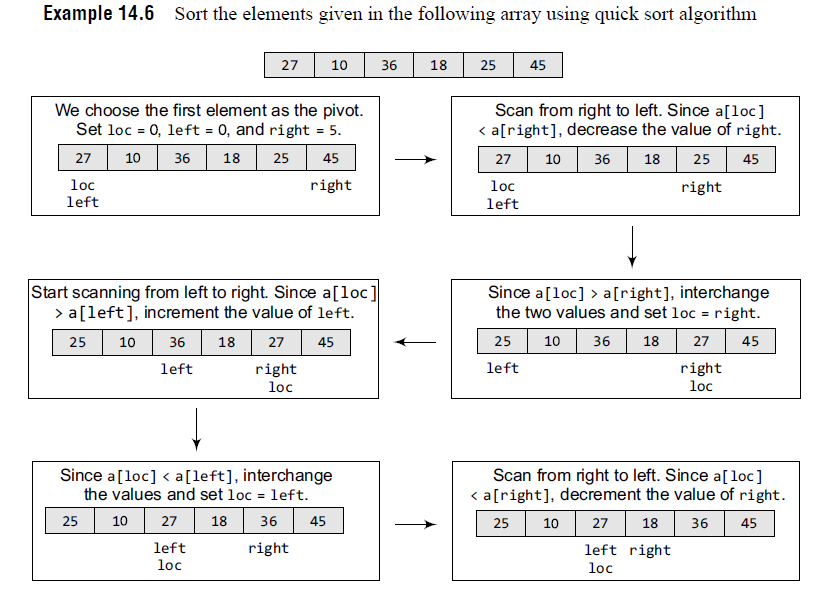 Example 14.6 Sort the elements given in the following array using quick sort algorithm
27 10 36 18 25 45
We choose the first element as the pivot.
Set loc = 0, left = 0, and right = 5.
27 10 36 18 25 45
loc right
left
Scan from right to left. Since a[loc]
< a[right], decrease the value of right.
27 10 36 18 25 45
loc right
left
Since a[loc] > a[right], interchange
the two values and set loc = right.
25 10 36 18 27 45
left right
loc
Start scanning from left to right. Since a[loc]
> a[left], increment the value of left.
25 10 36 18 27 45
left right
loc
Since a[loc] < a[left], interchange
the values and set loc = left.
25 10 27 18 36 45
left right
loc
Scan from right to left. Since a[loc]
< a[right], decrement the value of right.
25 10 27 18 36 45
left right
loc